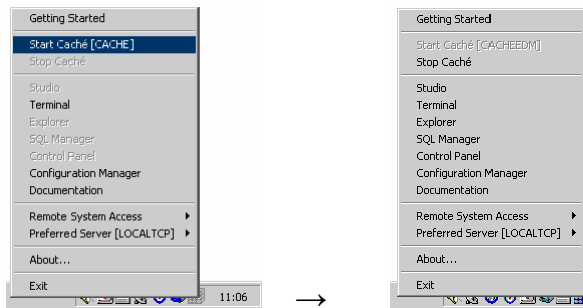 Getting Started
Start Caché [CACHE]
Stop Caché
Studio
Terminal
Explorer
SQL Manager
Control Panel
Configuration Manager
Documentation
Remote System Access
Preferred Server [LOCALTCP]
About...
Exit
11:06
→
Getting Started
Start Caché [CACHEEDM]
Stop Caché
Studio
Terminal
Explorer
SQL Manager
Control Panel
Configuration Manager
Documentation
Remote System Access
Preferred Server [LOCALTCP]
About...
Exit